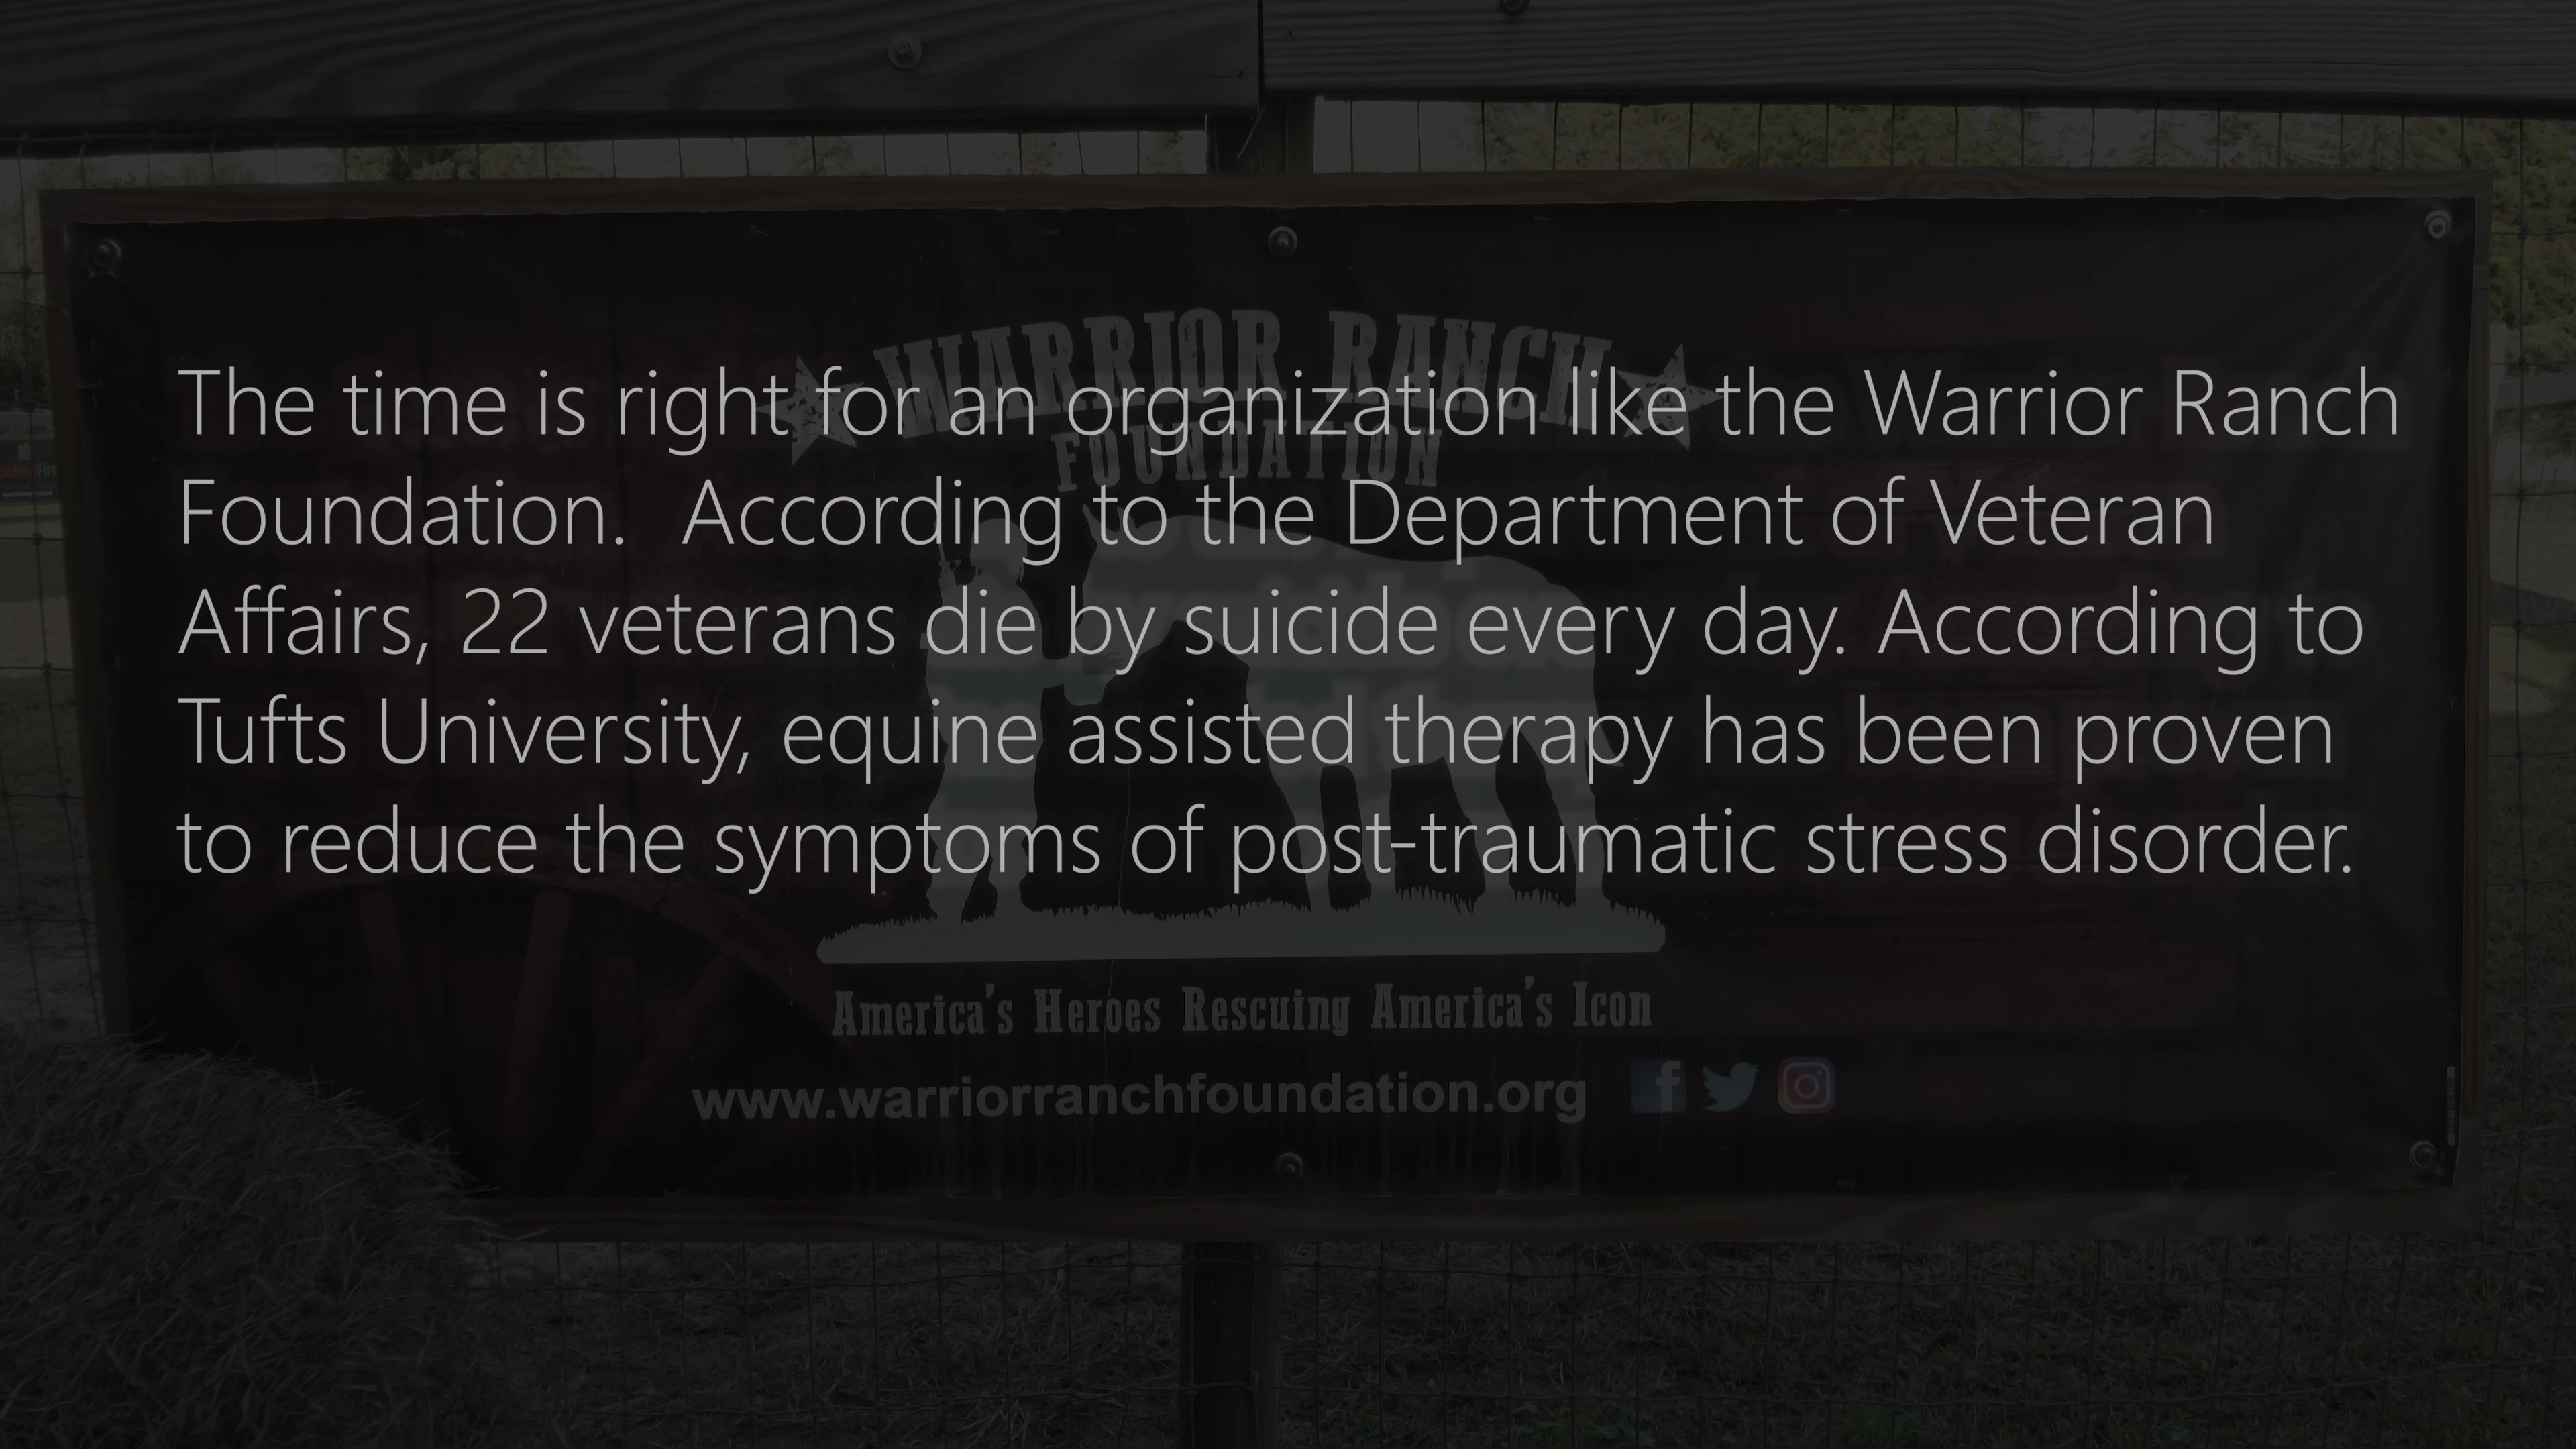 The time is right for an organization like the Warrior Ranch
Foundation.   According to the Department of Veteran
Affairs, 22 veterans die by suicide every day. According to
Tufts University, equine assisted therapy has been proven
to reduce the symptoms of post-traumatic stress disorder.
WARRIOR RANCH
FOUNDATION
America's Heroes Rescuing America's Icon
www.warriorranchfoundation.org